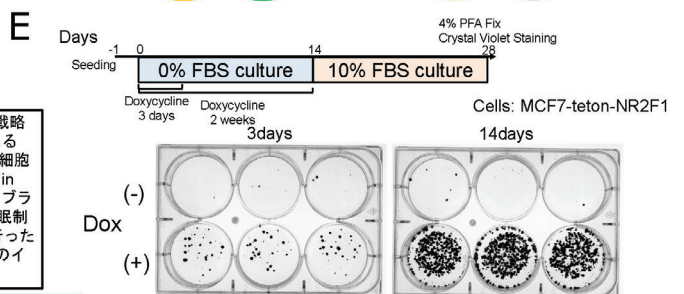 E
Days
4% PFA Fix
Crystal Violet Staining
-1 0 14 28
Seeding
0% FBS culture 10% FBS culture
Doxycycline
3 days
Doxycycline
2 weeks
Cells: MCF7-teton-NR2F1
戦略
る
細胞
in
ブラ
眠制
行った
のイ
3days 14days
Dox
(-)
(+)